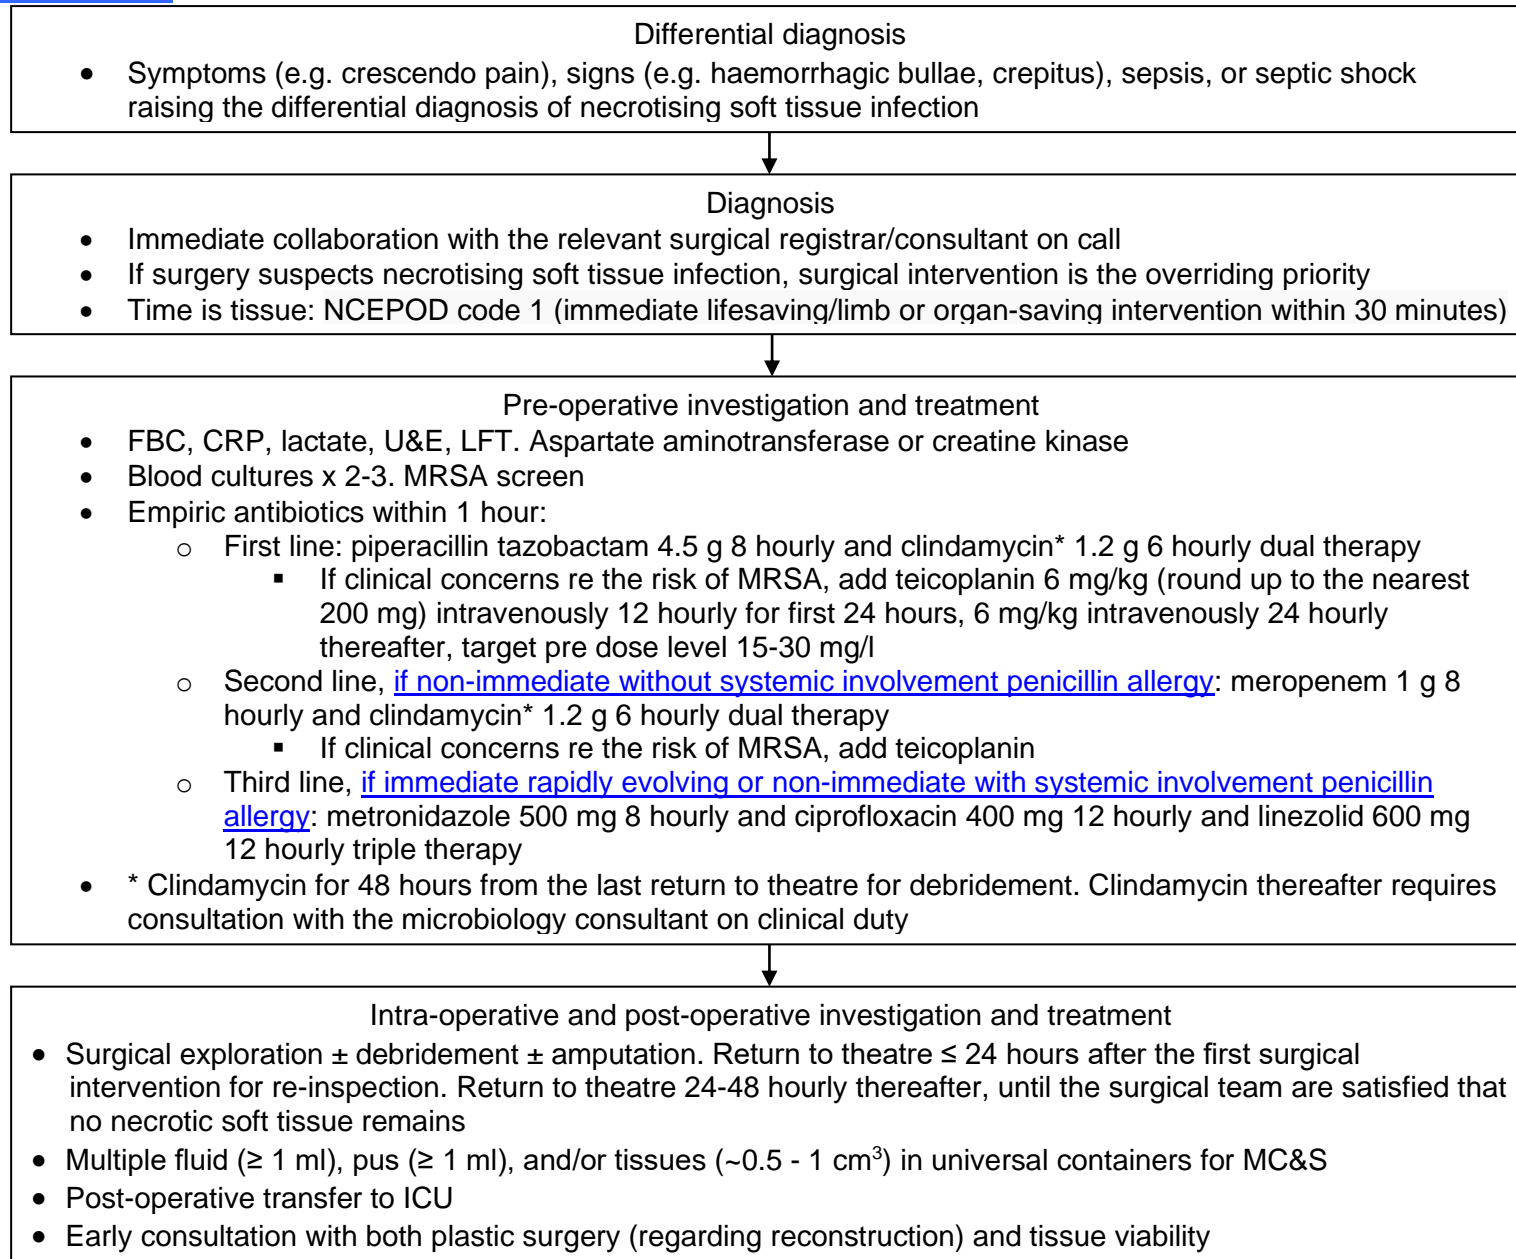 Differential diagnosis
• Symptoms (e.g. crescendo pain), signs (e.g. haemorrhagic bullae, crepitus), sepsis, or septic shock
raising the differential diagnosis of necrotising soft tissue infection
Diagnosis
• Immediate collaboration with the relevant surgical registrar/consultant on call
• If surgery suspects necrotising soft tissue infection, surgical intervention is the overriding priority
• Time is tissue: NCEPOD code 1 (immediate lifesaving/limb or organ-saving intervention within 30 minutes)
Pre-operative investigation and treatment
• FBC, CRP, lactate, U&E, LFT. Aspartate aminotransferase or creatine kinase
• Blood cultures x 2-3. MRSA screen
• Empiric antibiotics within 1 hour:
o First line: piperacillin tazobactam 4.5 g 8 hourly and clindamycin* 1.2 g 6 hourly dual therapy
▪ If clinical concerns re the risk of MRSA, add teicoplanin 6 mg/kg (round up to the nearest
200 mg) intravenously 12 hourly for first 24 hours, 6 mg/kg intravenously 24 hourly
thereafter, target pre dose level 15-30 mg/l
o Second line, if non-immediate without systemic involvement penicillin allergy: meropenem 1 g 8
hourly and clindamycin* 1.2 g 6 hourly dual therapy
▪ If clinical concerns re the risk of MRSA, add teicoplanin
o Third line, if immediate rapidly evolving or non-immediate with systemic involvement penicillin
allergy: metronidazole 500 mg 8 hourly and ciprofloxacin 400 mg 12 hourly and linezolid 600 mg
12 hourly triple therapy
• * Clindamycin for 48 hours from the last return to theatre for debridement. Clindamycin thereafter requires
consultation with the microbiology consultant on clinical duty
Intra-operative and post-operative investigation and treatment
• Surgical exploration ± debridement ± amputation. Return to theatre ≤ 24 hours after the first surgical
intervention for re-inspection. Return to theatre 24-48 hourly thereafter, until the surgical team are satisfied that
no necrotic soft tissue remains
• Multiple fluid (≥ 1 ml), pus (≥ 1 ml), and/or tissues (~0.5 - 1 cm³) in universal containers for MC&S
• Post-operative transfer to ICU
• Early consultation with both plastic surgery (regarding reconstruction) and tissue viability